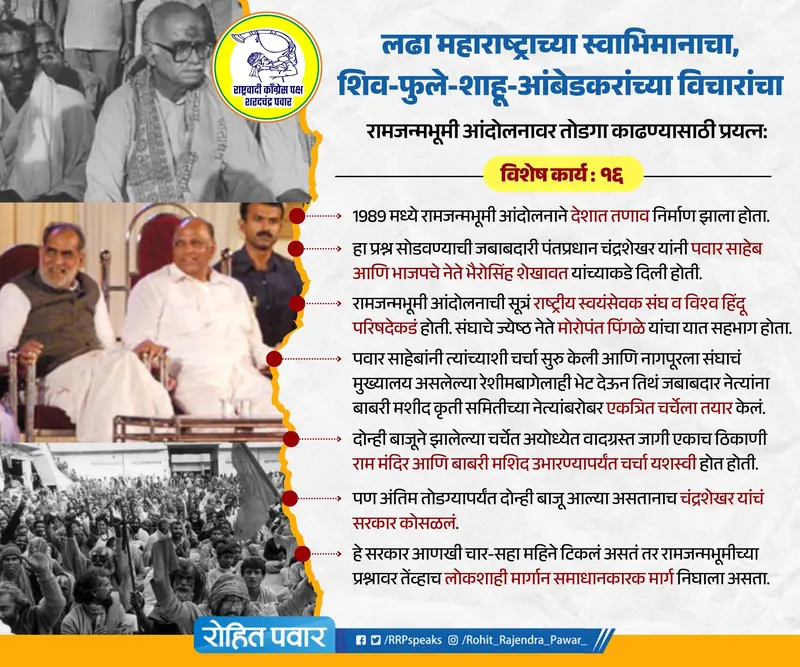 राष्ट्रवादी काँग्रेस पक्ष
शरदचंद्र पवार
लढा महाराष्ट्राच्या स्वाभिमानाचा,
शिव-फुले-शाहू-आंबेडकरांच्या विचारांचा
रामजन्मभूमी आंदोलनावर तोडगा काढण्यासाठी प्रयत्न:
विशेष कार्य : १६
1989 मध्ये रामजन्मभूमी आंदोलनाने देशात तणाव निर्माण झाला होता.
हा प्रश्न सोडवण्याची जबाबदारी पंतप्रधान चंद्रशेखर यांनी पवार साहेब
आणि भाजपचे नेते भैरोसिंह शेखावत यांच्याकडे दिली होती.
रामजन्मभूमी आंदोलनाची सूत्रं राष्ट्रीय स्वयंसेवक संघ व विश्व हिंदू
परिषदेकडं होती. संघाचे ज्येष्ठ नेते मोरोपंत पिंगळे यांचा यात सहभाग होता.
पवार साहेबांनी त्यांच्याशी चर्चा सुरु केली आणि नागपूरला संघाचं
मुख्यालय असलेल्या रेशीमबागेलाही भेट देऊन तिथं जबाबदार नेत्यांना
बाबरी मशीद कृती समितीच्या नेत्यांबरोबर एकत्रित चर्चेला तयार केलं.
दोन्ही बाजूने झालेल्या चर्चेत अयोध्येत वादग्रस्त जागी एकाच ठिकाणी
राम मंदिर आणि बाबरी मशिद उभारण्यापर्यंत चर्चा यशस्वी होत होती.
पण अंतिम तोडग्यापर्यंत दोन्ही बाजू आल्या असतानाच चंद्रशेखर यांचं
सरकार कोसळलं.
हे सरकार आणखी चार-सहा महिने टिकलं असतं तर रामजन्मभूमीच्या
प्रश्नावर तेंव्हाच लोकशाही मार्गान समाधानकारक मार्ग निघाला असता.
रोहित पवार
/RRPspeaks /Rohit_Rajendra_Pawar_